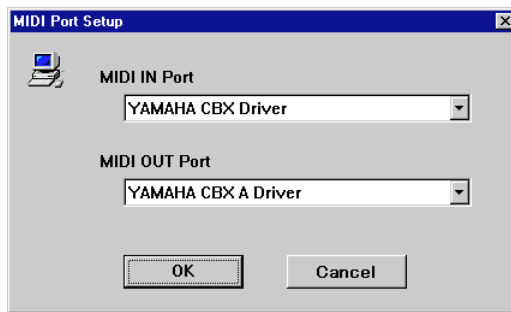 MIDI Port Setup
MIDI IN Port
YAMAHA CBX Driver
MIDI OUT Port
YAMAHA CBX A Driver
OK Cancel